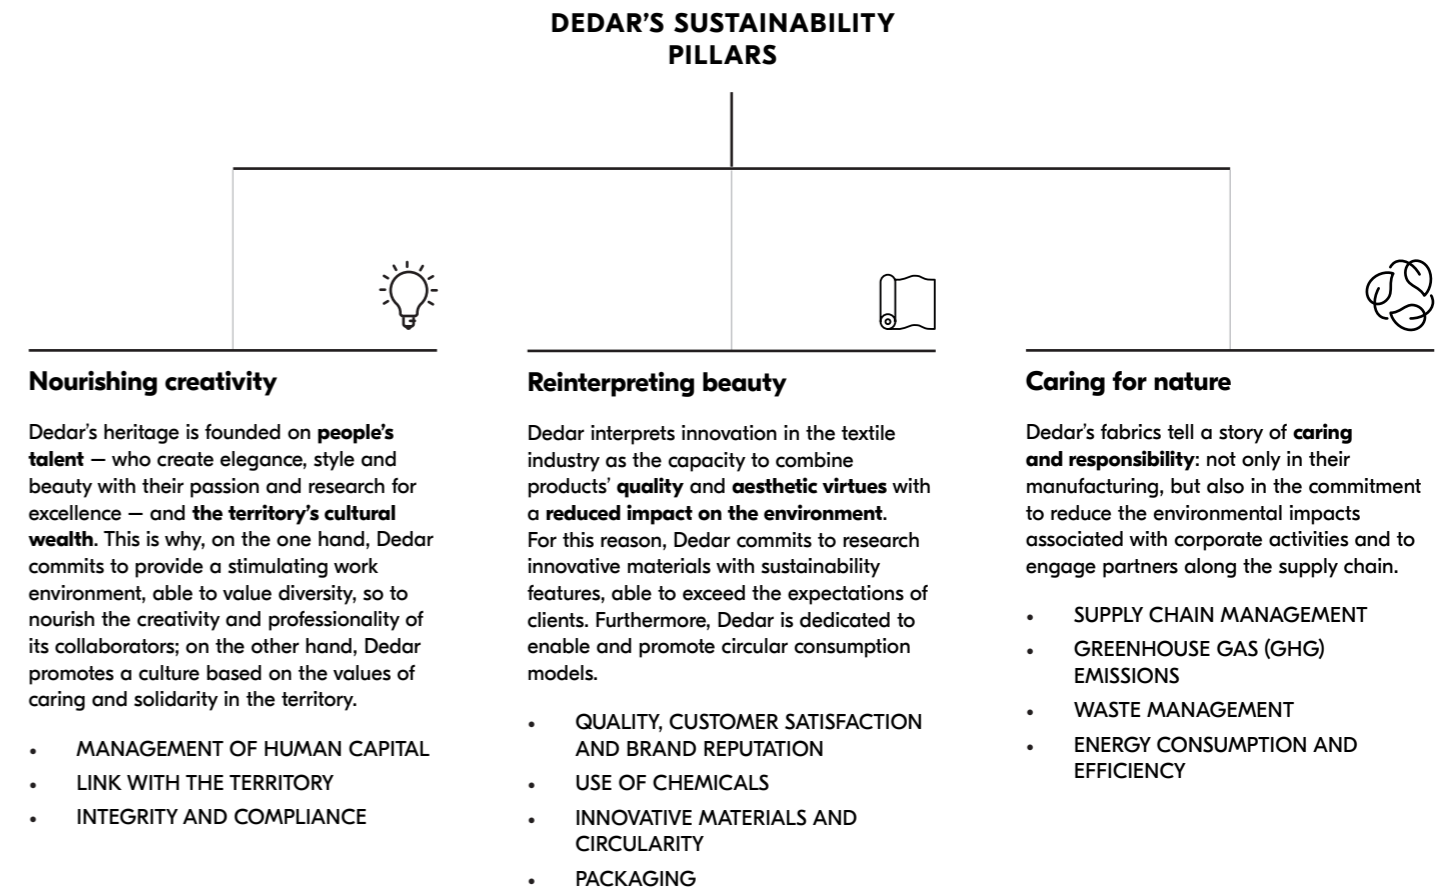 DEDAR’S SUSTAINABILITY
PILLARS
Nourishing creativity
Dedar’s heritage is founded on people’s
talent – who create elegance, style and
beauty with their passion and research for
excellence – and the territory’s cultural
wealth. This is why, on the one hand, Dedar
commits to provide a stimulating work
environment, able to value diversity, so to
nourish the creativity and professionality of
its collaborators; on the other hand, Dedar
promotes a culture based on the values of
caring and solidarity in the territory.
• MANAGEMENT OF HUMAN CAPITAL
• LINK WITH THE TERRITORY
• INTEGRITY AND COMPLIANCE
Reinterpreting beauty
Dedar interprets innovation in the textile
industry as the capacity to combine
products’ quality and aesthetic virtues with
a reduced impact on the environment.
For this reason, Dedar commits to research
innovative materials with sustainability
features, able to exceed the expectations of
clients. Furthermore, Dedar is dedicated to
enable and promote circular consumption
models.
• QUALITY, CUSTOMER SATISFACTION
AND BRAND REPUTATION
• USE OF CHEMICALS
• INNOVATIVE MATERIALS AND
CIRCULARITY
• PACKAGING
Caring for nature
Dedar’s fabrics tell a story of caring
and responsibility: not only in their
manufacturing, but also in the commitment
to reduce the environmental impacts
associated with corporate activities and to
engage partners along the supply chain.
• SUPPLY CHAIN MANAGEMENT
• GREENHOUSE GAS (GHG)
EMISSIONS
• WASTE MANAGEMENT
• ENERGY CONSUMPTION AND
EFFICIENCY